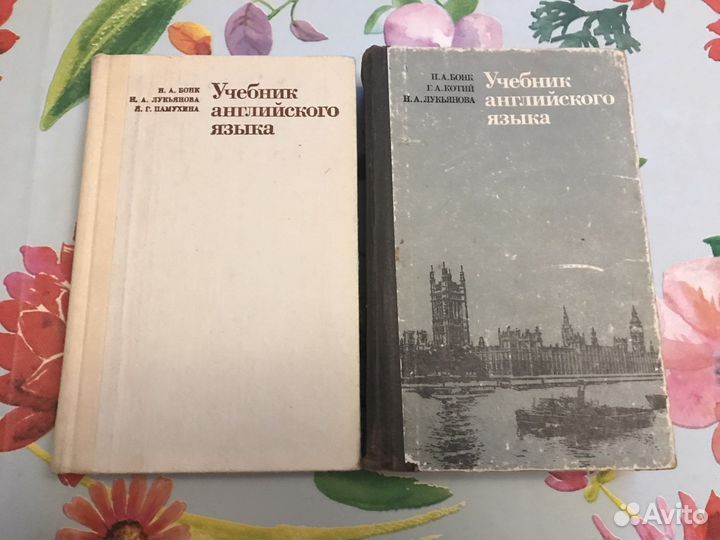 Н. А. БОНК
Н. А. ЛУКЬЯНОВА
Л. Г. ПАМУХИНА
Учебник
английского
языка
Н. А. БОНК
Г. А. КОТИЙ
Н. А. ЛУКЬЯНОВА
Учебник
английского
языка
Avito